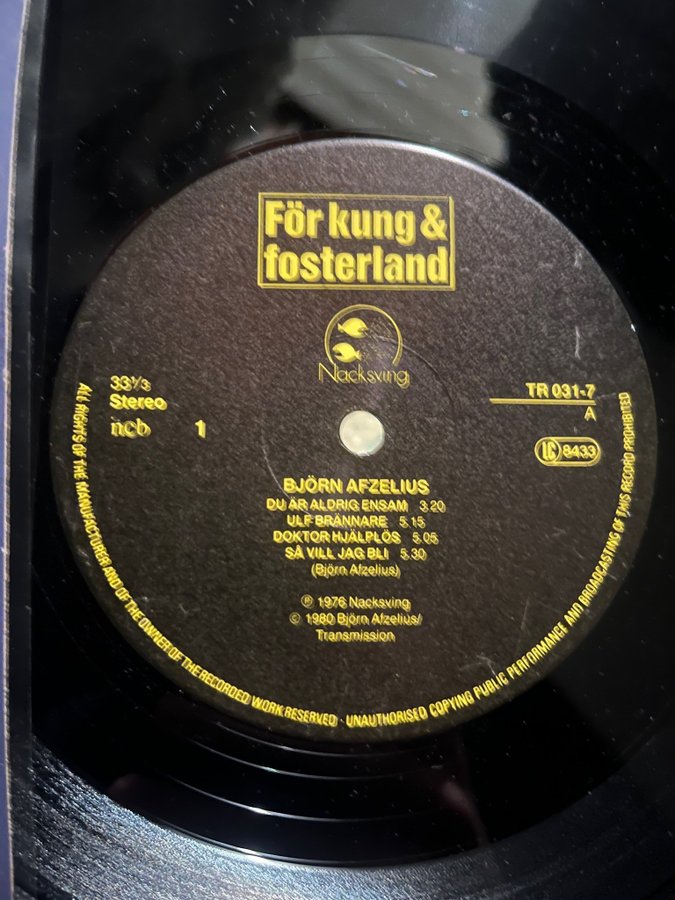 För kung &
fosterland
Nacksving
33⅓
Stereo
ncb 1
TR 031-7
A
LC 8433
BJÖRN AFZELIUS
DU ÄR ALDRIG ENSAM 3.20
ULF BRÄNNARE 5.15
DOKTOR HJÄLPLÖS 5.05
SÅ VILL JAG BLI 5.30
(Björn Afzelius)
℗ 1976 Nacksving
© 1980 Björn Afzelius/
Transmission
ALL RIGHTS OF THE MANUFACTURER AND OF THE OWNER OF THE RECORDED WORK RESERVED · UNAUTHORISED COPYING PUBLIC PERFORMANCE AND BROADCASTING OF THIS RECORD PROHIBITED